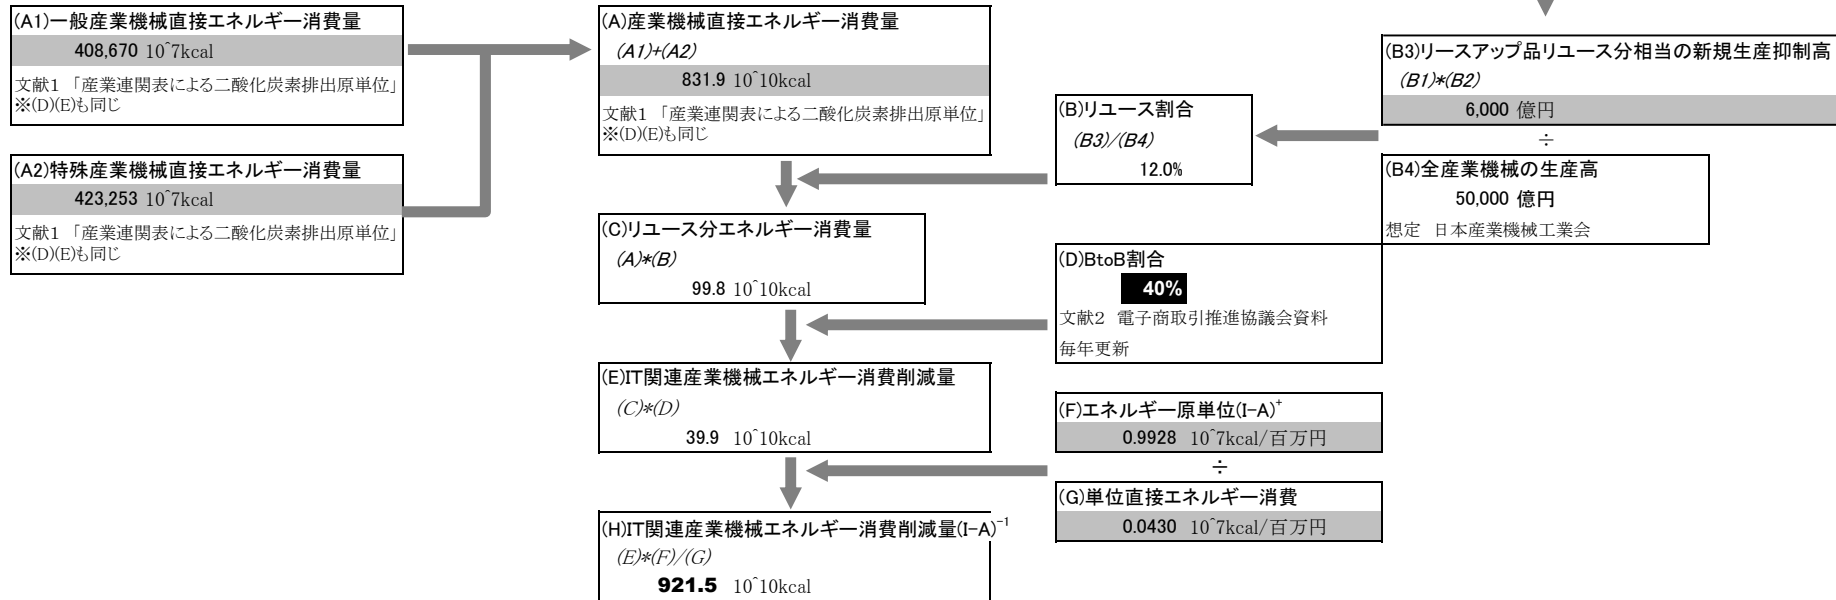 (A1)一般産業機械直接エネルギー消費量
408,670 10^7kcal
文献1 「産業連関表による二酸化炭素排出原単位」
※(D)(E)も同じ
(A2)特殊産業機械直接エネルギー消費量
423,253 10^7kcal
文献1 「産業連関表による二酸化炭素排出原単位」
※(D)(E)も同じ
(A)産業機械直接エネルギー消費量
(A1)+(A2)
831.9 10^10kcal
文献1 「産業連関表による二酸化炭素排出原単位」
※(D)(E)も同じ
(B3)リースアップ品リユース分相当の新規生産抑制高
(B1)*(B2)
6,000 億円
÷
(B4)全産業機械の生産高
50,000 億円
想定 日本産業機械工業会
(B)リユース割合
(B3)/(B4)
12.0%
(C)リユース分エネルギー消費量
(A)*(B)
99.8 10^10kcal
(D)BtoB割合
40%
文献2 電子商取引推進協議会資料
毎年更新
(E)IT関連産業機械エネルギー消費削減量
(C)*(D)
39.9 10^10kcal
(F)エネルギー原単位(I-A)⁺
0.9928 10^7kcal/百万円
÷
(G)単位直接エネルギー消費
0.0430 10^7kcal/百万円
(H)IT関連産業機械エネルギー消費削減量(I-A)⁻¹
(E)*(F)/(G)
921.5 10^10kcal